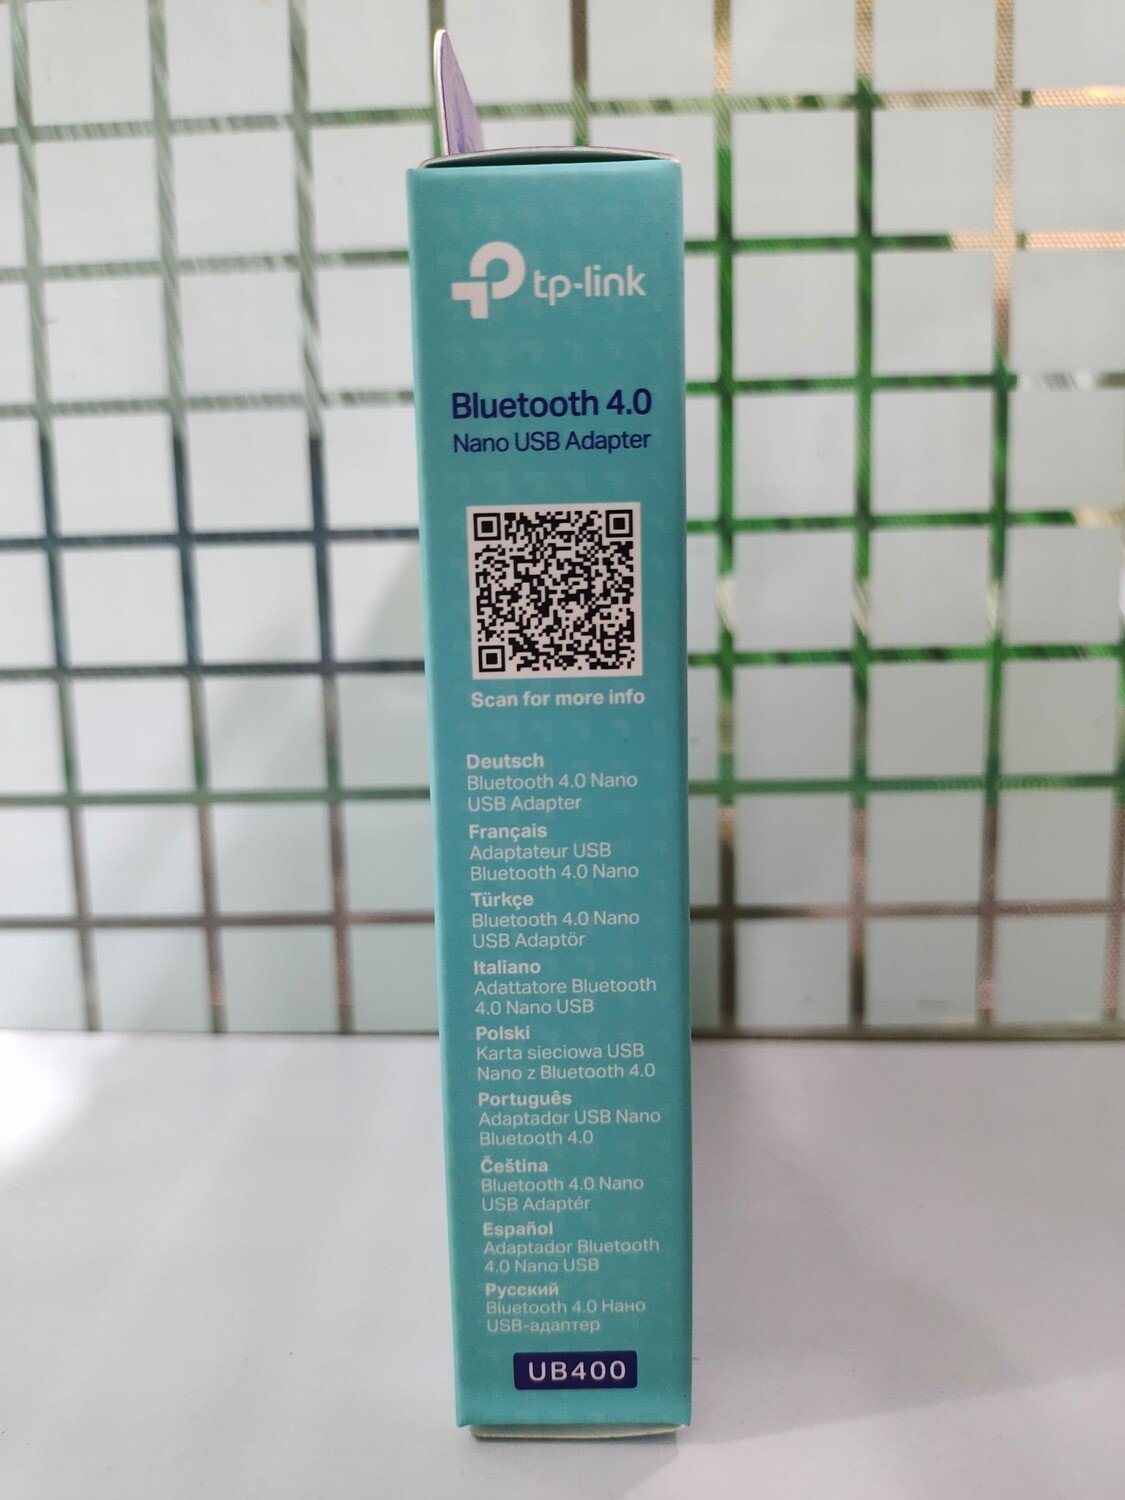 tp-link
Bluetooth 4.0
Nano USB Adapter
Scan for more info
Deutsch
Bluetooth 4.0 Nano
USB Adapter
Français
Adaptateur USB
Bluetooth 4.0 Nano
Türkçe
Bluetooth 4.0 Nano
USB Adaptör
Italiano
Adattatore Bluetooth
4.0 Nano USB
Polski
Karta sieciowa USB
Nano z Bluetooth 4.0
Português
Adaptador USB Nano
Bluetooth 4.0
Čeština
Bluetooth 4.0 Nano
USB Adaptér
Español
Adaptador Bluetooth
4.0 Nano USB
Русский
Bluetooth 4.0 Нано
USB-адаптер
UB400